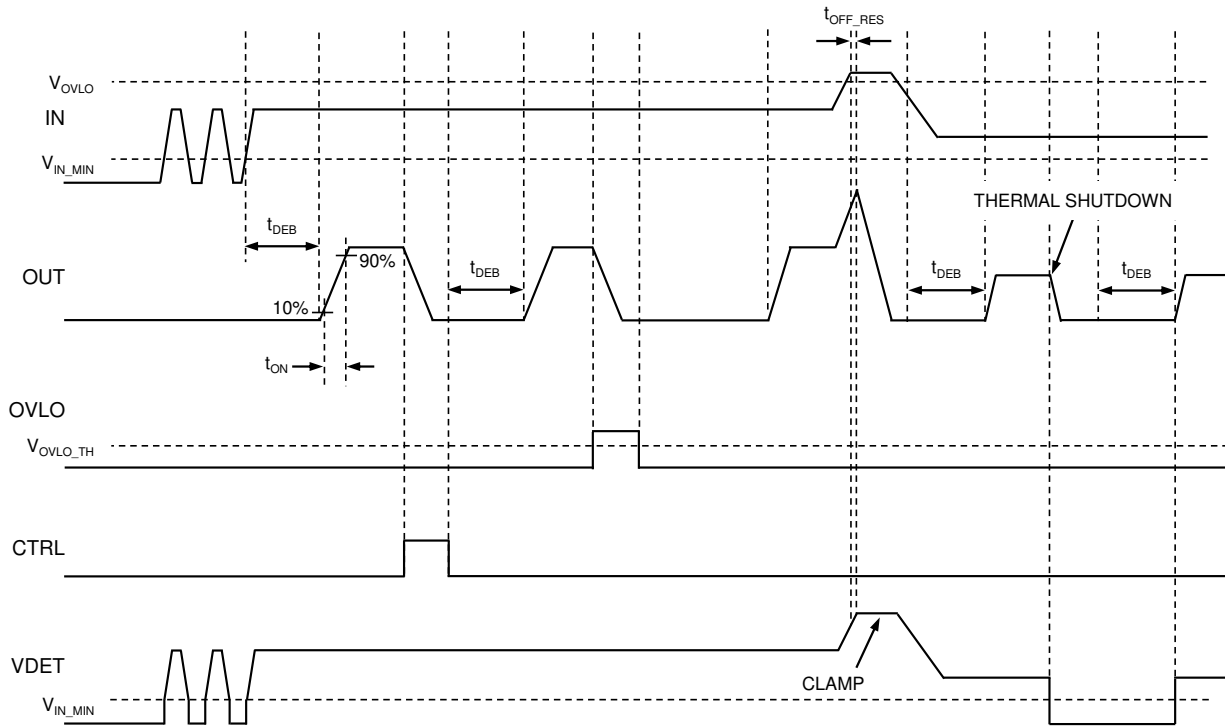 tOFF_RES
VOVLO
IN
VIN_MIN
THERMAL SHUTDOWN
tDEB
90%
OUT
tDEB
tDEB
tDEB
10%
tON
OVLO
VOVLO_TH
CTRL
VDET
CLAMP
VIN_MIN